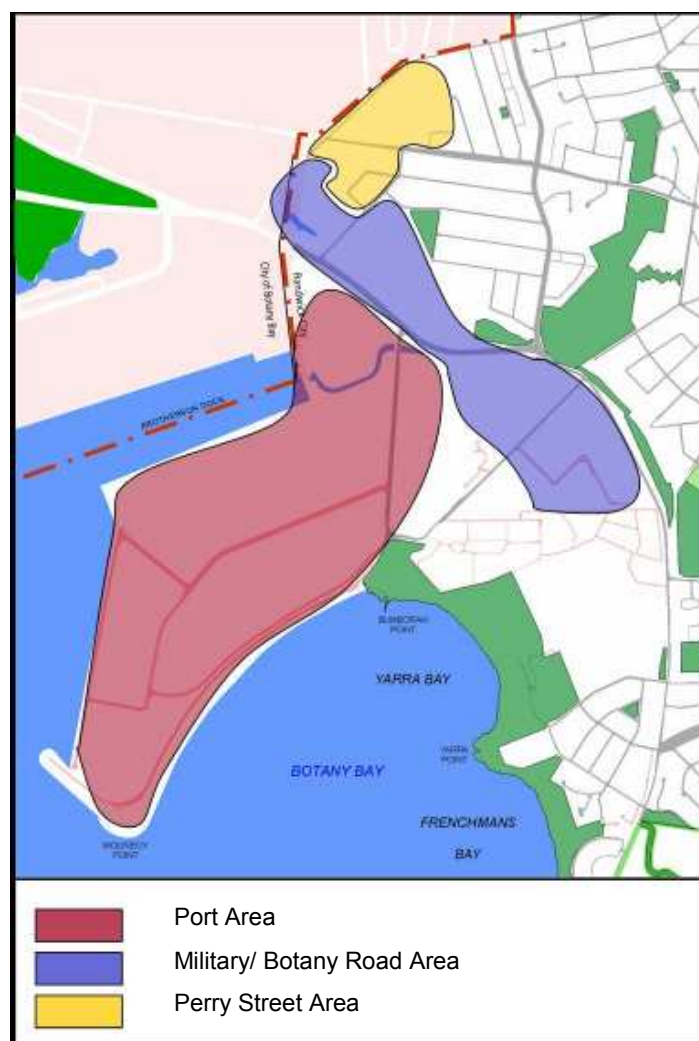 City of Botany Bay
Randwick City
BROTHERSON DOCK
BUMBORAH
POINT
YARRA BAY
YARRA
POINT
BOTANY BAY
FRENCHMANS
BAY
MOLINEUX
POINT
Port Area
Military/ Botany Road Area
Perry Street Area